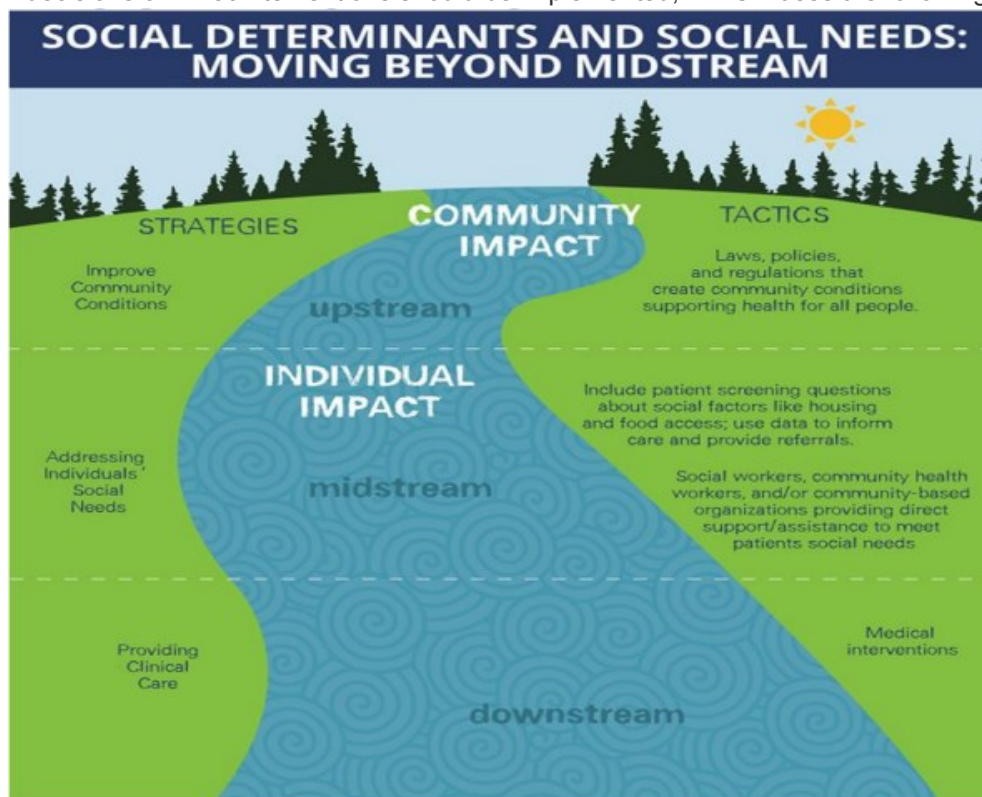 SOCIAL DETERMINANTS AND SOCIAL NEEDS:
MOVING BEYOND MIDSTREAM
STRATEGIES
COMMUNITY
IMPACT
TACTICS
Improve
Community
Conditions
upstream
Laws, policies,
and regulations that
create community conditions
supporting health for all people.
INDIVIDUAL
IMPACT
Addressing
Individuals'
Social
Needs
midstream
Include patient screening questions
about social factors like housing
and food access; use data to inform
care and provide referrals.
Social workers, community health
workers, and/or community-based
organizations providing direct
support/assistance to meet
patients social needs
Providing
Clinical
Care
downstream
Medical
interventions